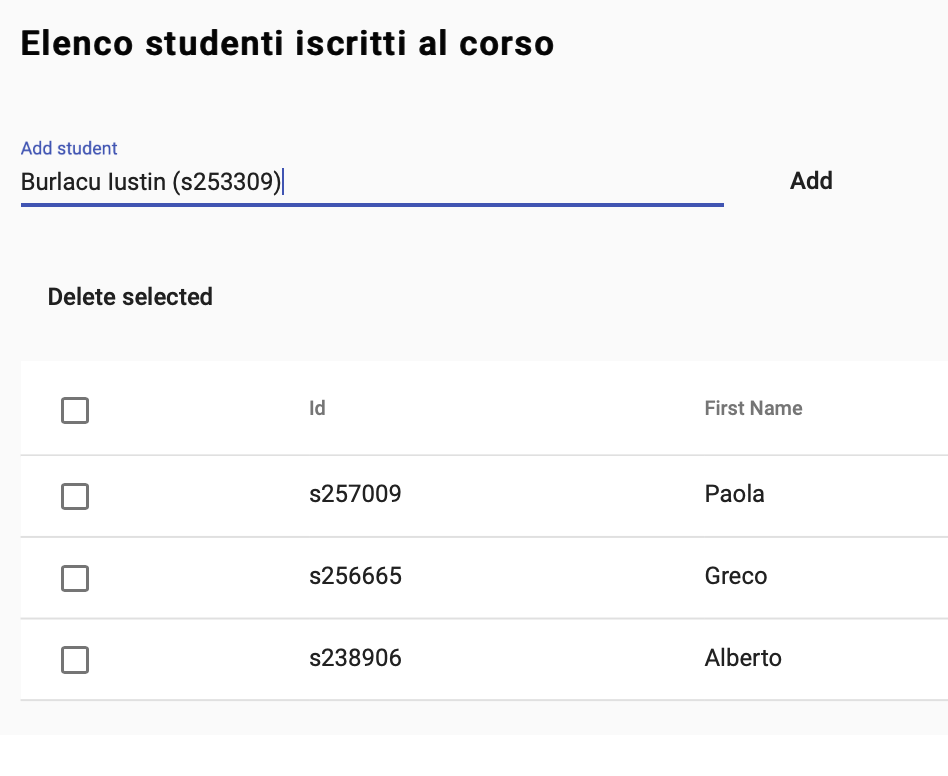 Elenco studenti iscritti al corso
Add student
Burlacu Iustin (s253309)
Add
Delete selected
Id First Name
s257009 Paola
s256665 Greco
s238906 Alberto